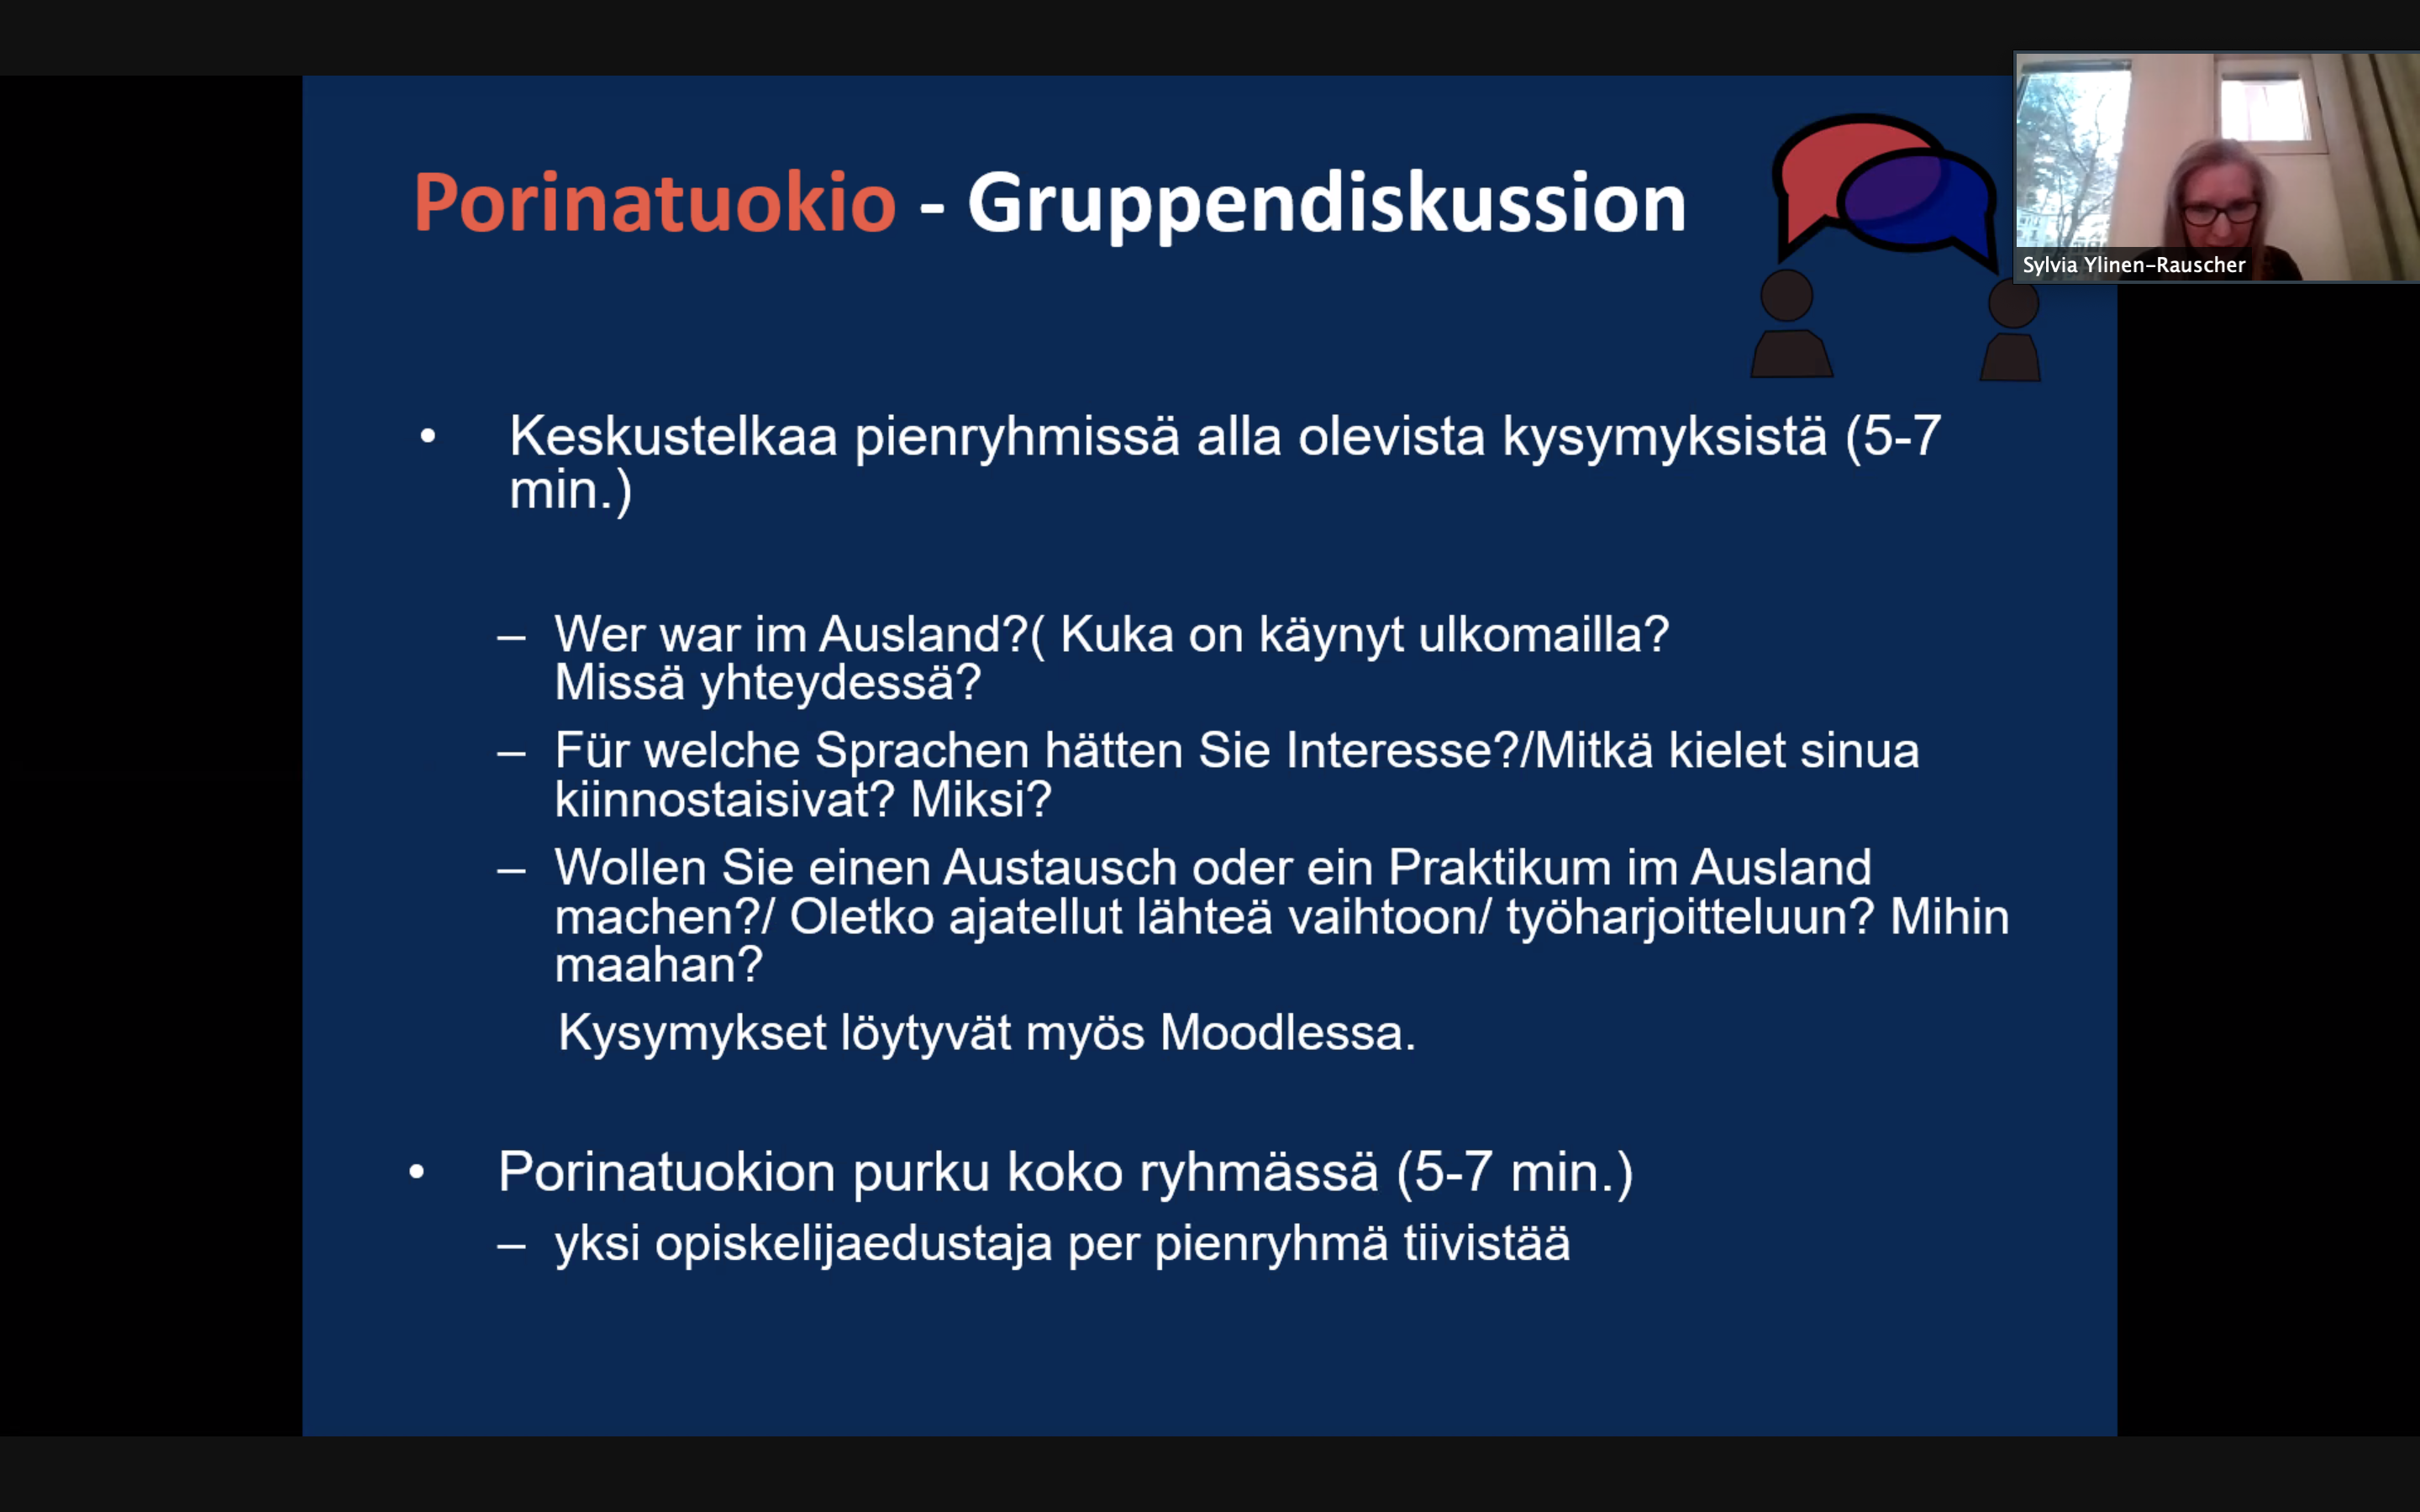 Porinatuokio - Gruppendiskussion
Sylvia Ylinen-Rauscher
• Keskustelkaa pienryhmissä alla olevista kysymyksistä (5-7
min.)
– Wer war im Ausland?( Kuka on käynyt ulkomailla?
Missä yhteydessä?
– Für welche Sprachen hätten Sie Interesse?/Mitkä kielet sinua
kiinnostaisivat? Miksi?
– Wollen Sie einen Austausch oder ein Praktikum im Ausland
machen?/ Oletko ajatellut lähteä vaihtoon/ työharjoitteluun? Mihin
maahan?
Kysymykset löytyvät myös Moodlessa.
• Porinatuokion purku koko ryhmässä (5-7 min.)
– yksi opiskelijaedustaja per pienryhmä tiivistää